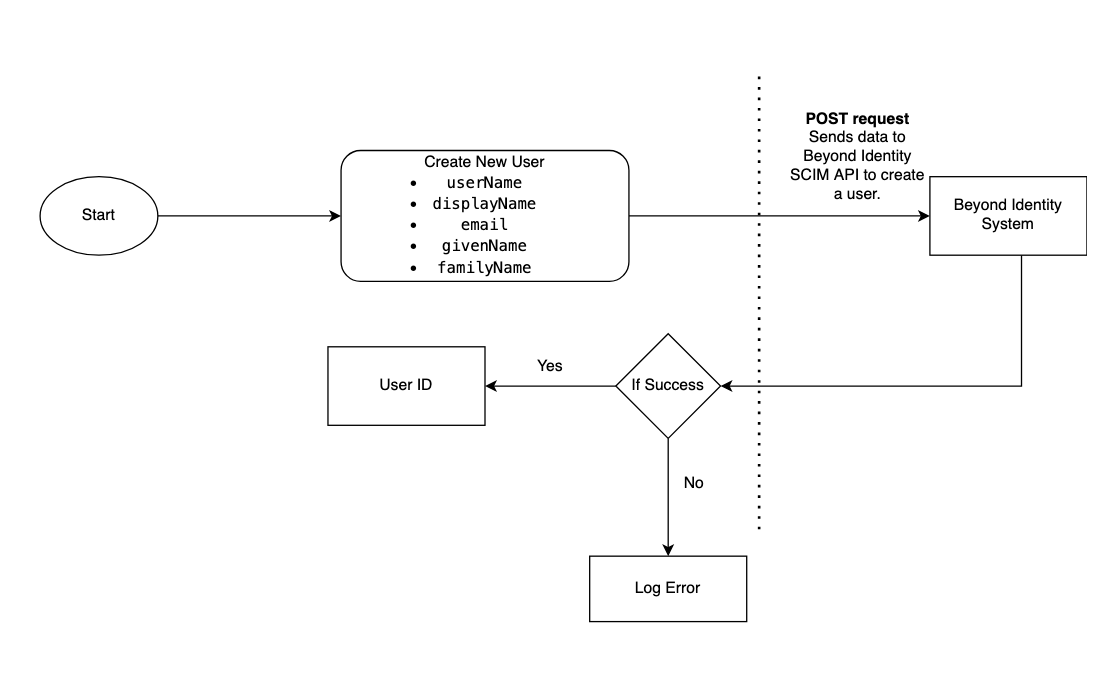 Start
Create New User
• userName
• displayName
• email
• givenName
• familyName
POST request
Sends data to
Beyond Identity
SCIM API to create
a user.
Beyond Identity
System
If Success
Yes
User ID
No
Log Error